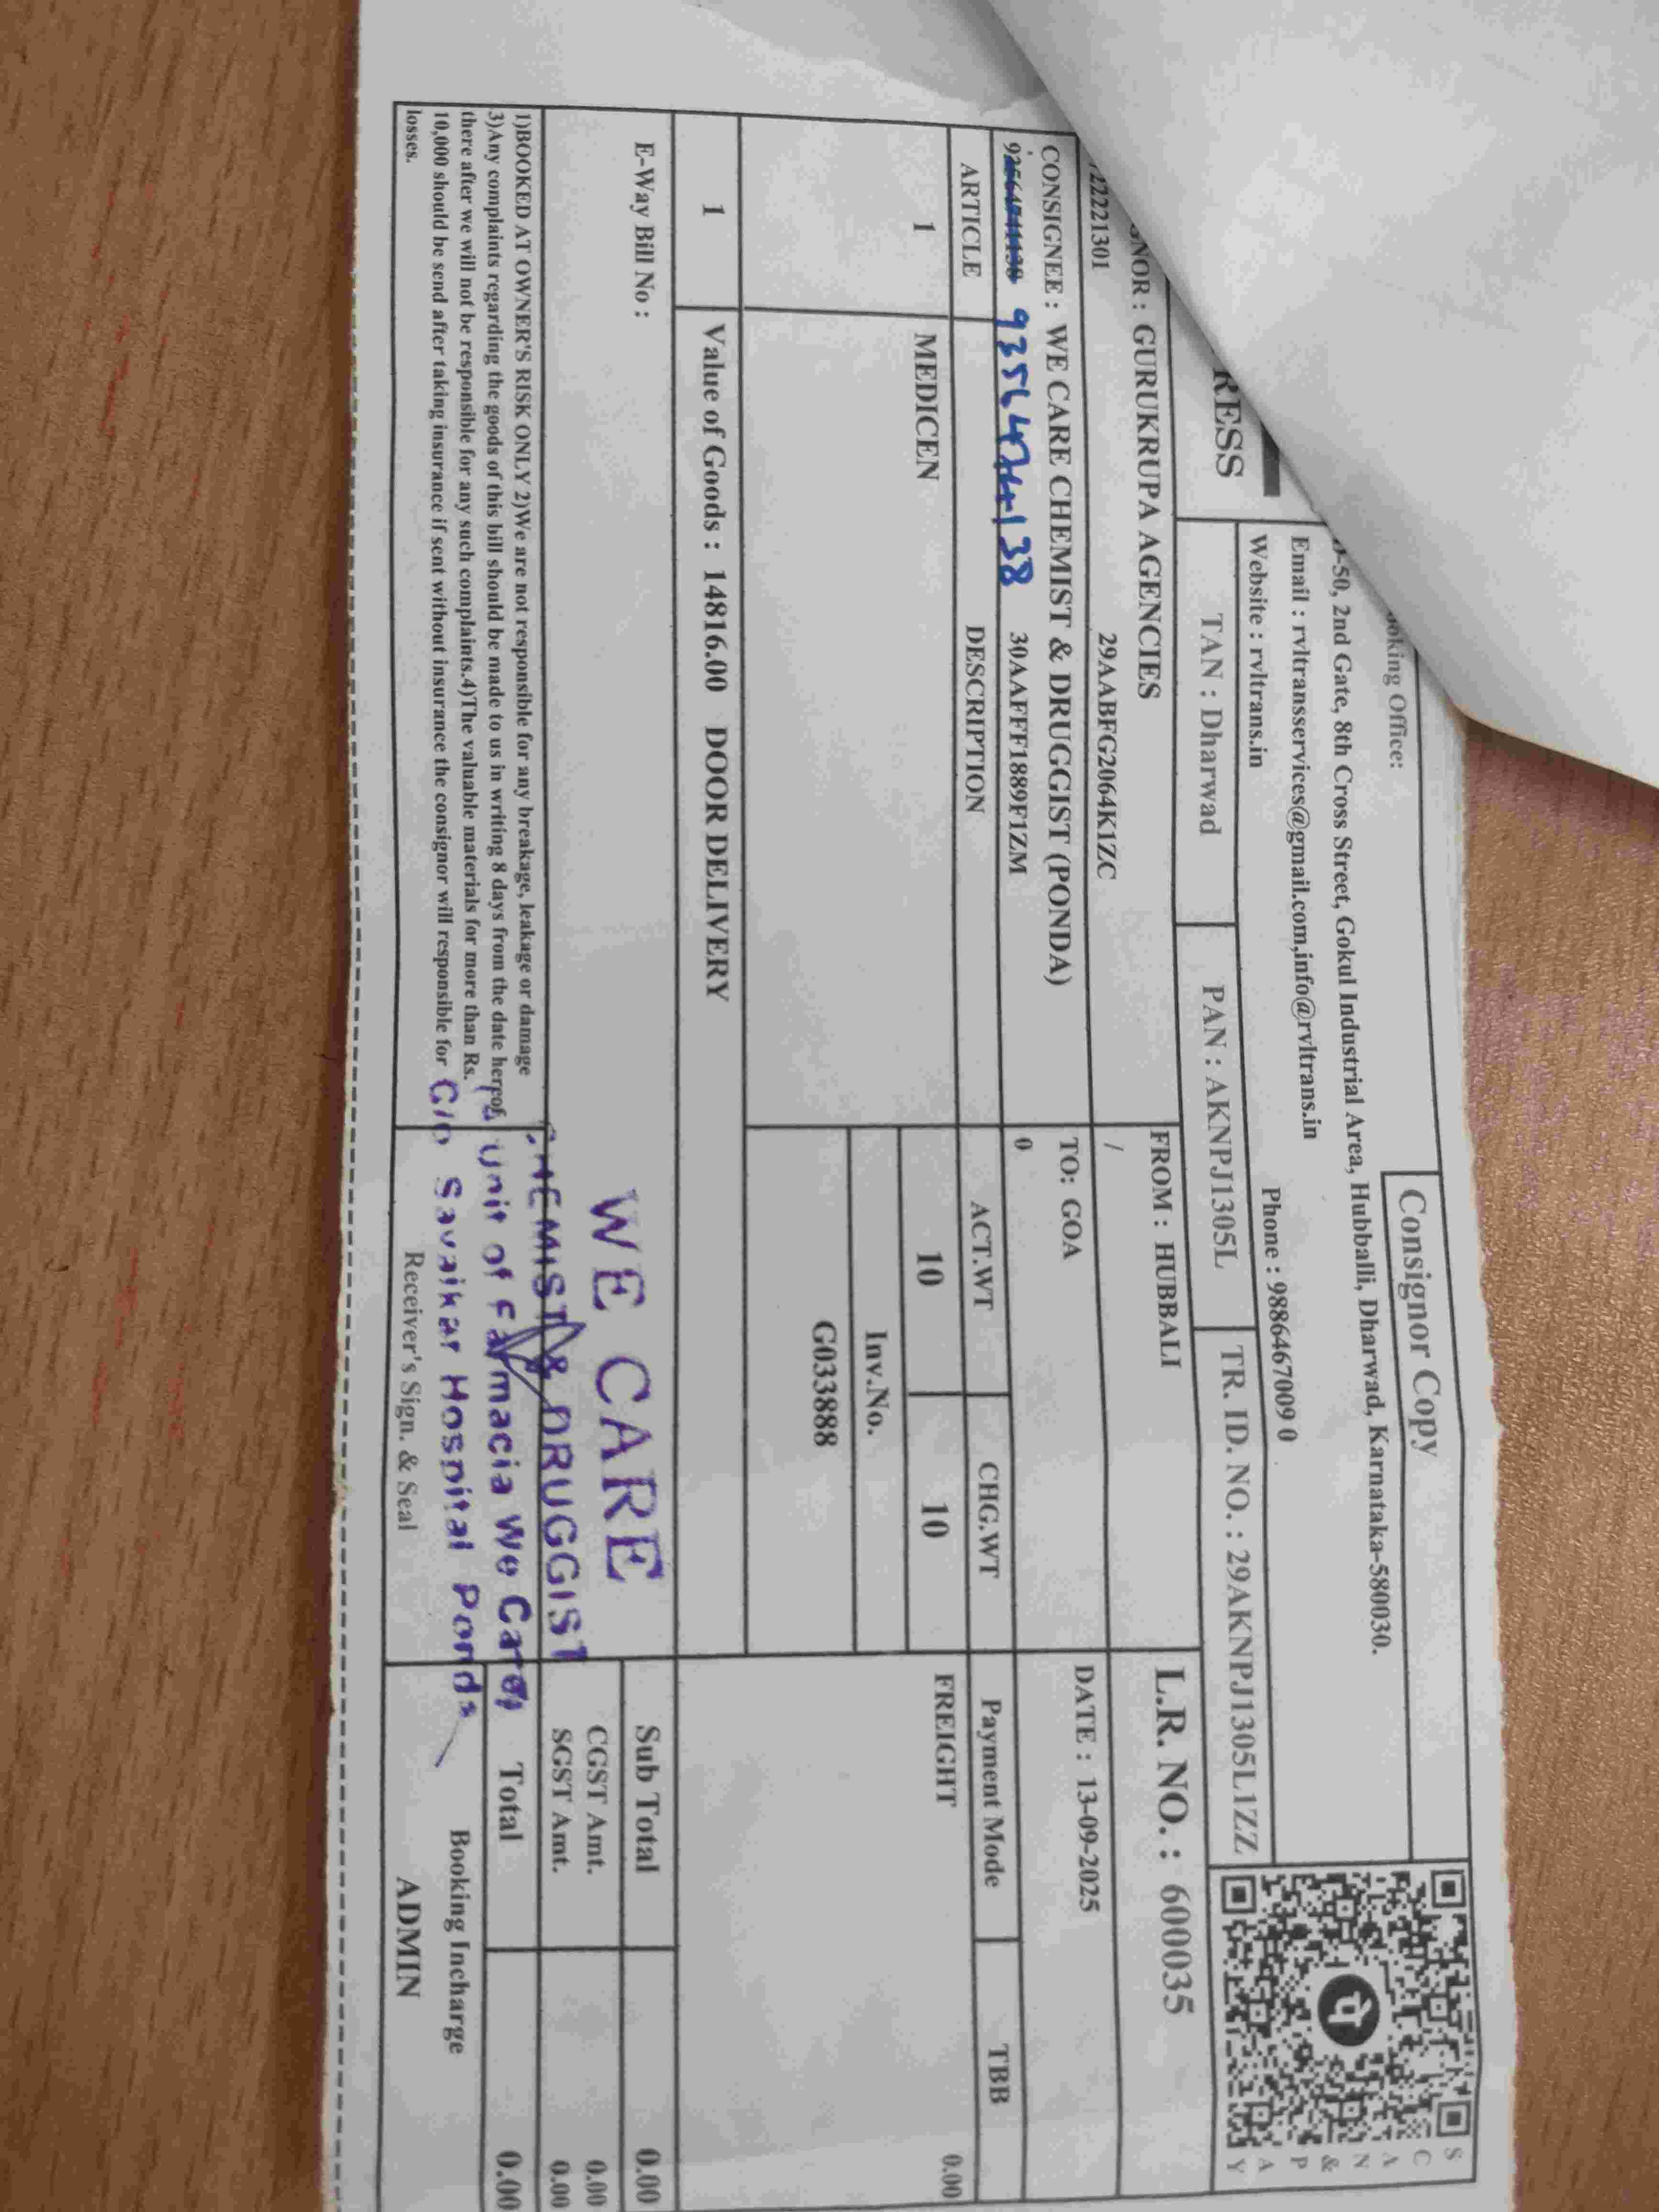 Consignor Copy
Office:
-50, 2nd Gate, 8th Cross Street, Gokul Industrial Area, Hubballi, Dharwad, Karnataka-580030.
Email : rvltransservices@gmail.com,info@rvltrans.in
Website : rvltrans.in Phone : 9886467009 0
SCAN & PAY
RESS TAN : Dharwad PAN : AKNPJ1305L TR. ID. NO. : 29AKNPJ1305L1ZZ
NOR : GURUKRUPA AGENCIES FROM : HUBBALI L.R. NO. : 600035
22221301 29AABFG2064K1ZC /
CONSIGNEE : WE CARE CHEMIST & DRUGGIST (PONDA) TO: GOA DATE : 13-09-2025
30AAFFF1889F1ZM 0
ARTICLE DESCRIPTION ACT.WT CHG.WT Payment Mode TBB
1 MEDICEN 10 10 FREIGHT 0.00
Inv.No.
G033888
1 Value of Goods : 14816.00 DOOR DELIVERY
E-Way Bill No : Sub Total 0.00
WE CARE
CGST Amt. 0.00
CHEMIST & DRUGGIST
SGST Amt. 0.00
unit of Farmacia We Care
Total 0.00
C/o Savaikar Hospital Ponda
1)BOOKED AT OWNER'S RISK ONLY 2)We are not responsible for any breakage, leakage or damage
3)Any complaints regarding the goods of this bill should be made to us in writing 8 days from the date hereof,
there after we will not be responsible for any such complaints.4)The valuable materials for more than Rs.
10,000 should be send after taking insurance if sent without insurance the consignor will responsible for
losses.
Receiver's Sign. & Seal
Booking Incharge
ADMIN